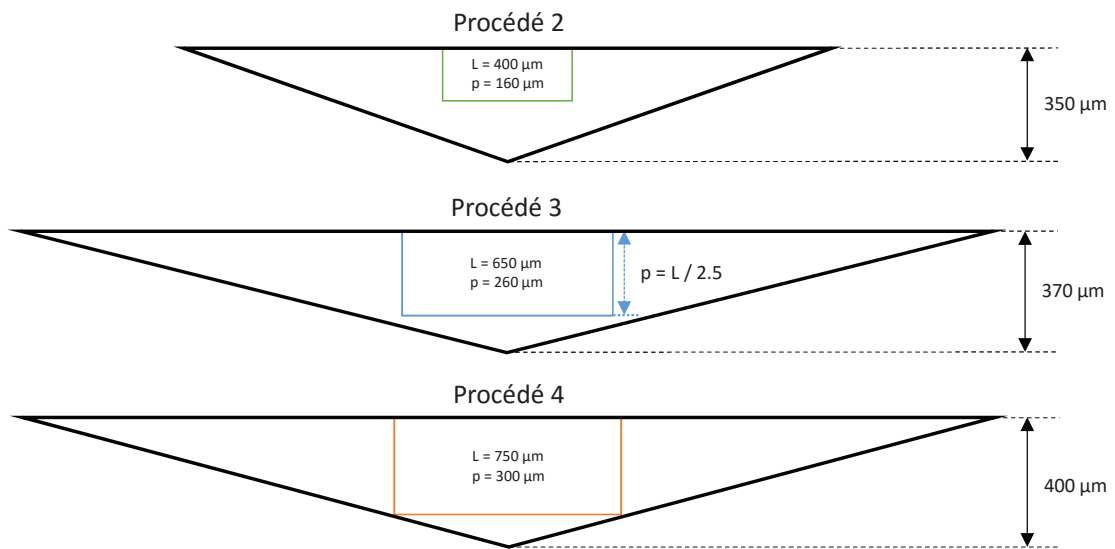 Procédé 2
L = 400 µm
p = 160 µm
350 µm
Procédé 3
L = 650 µm
p = 260 µm
p = L / 2.5
370 µm
Procédé 4
L = 750 µm
p = 300 µm
400 µm